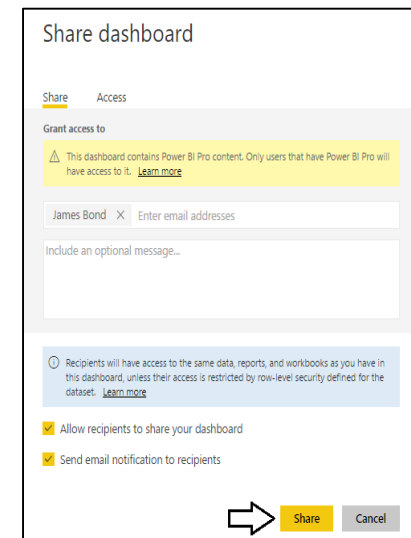 Share dashboard
Share Access
Grant access to
This dashboard contains Power BI Pro content. Only users that have Power BI Pro will
have access to it. Learn more
James Bond X Enter email addresses
Include an optional message...
Recipients will have access to the same data, reports, and workbooks as you have in
this dashboard, unless their access is restricted by row-level security defined for the
dataset. Learn more
Allow recipients to share your dashboard
Send email notification to recipients
Share Cancel